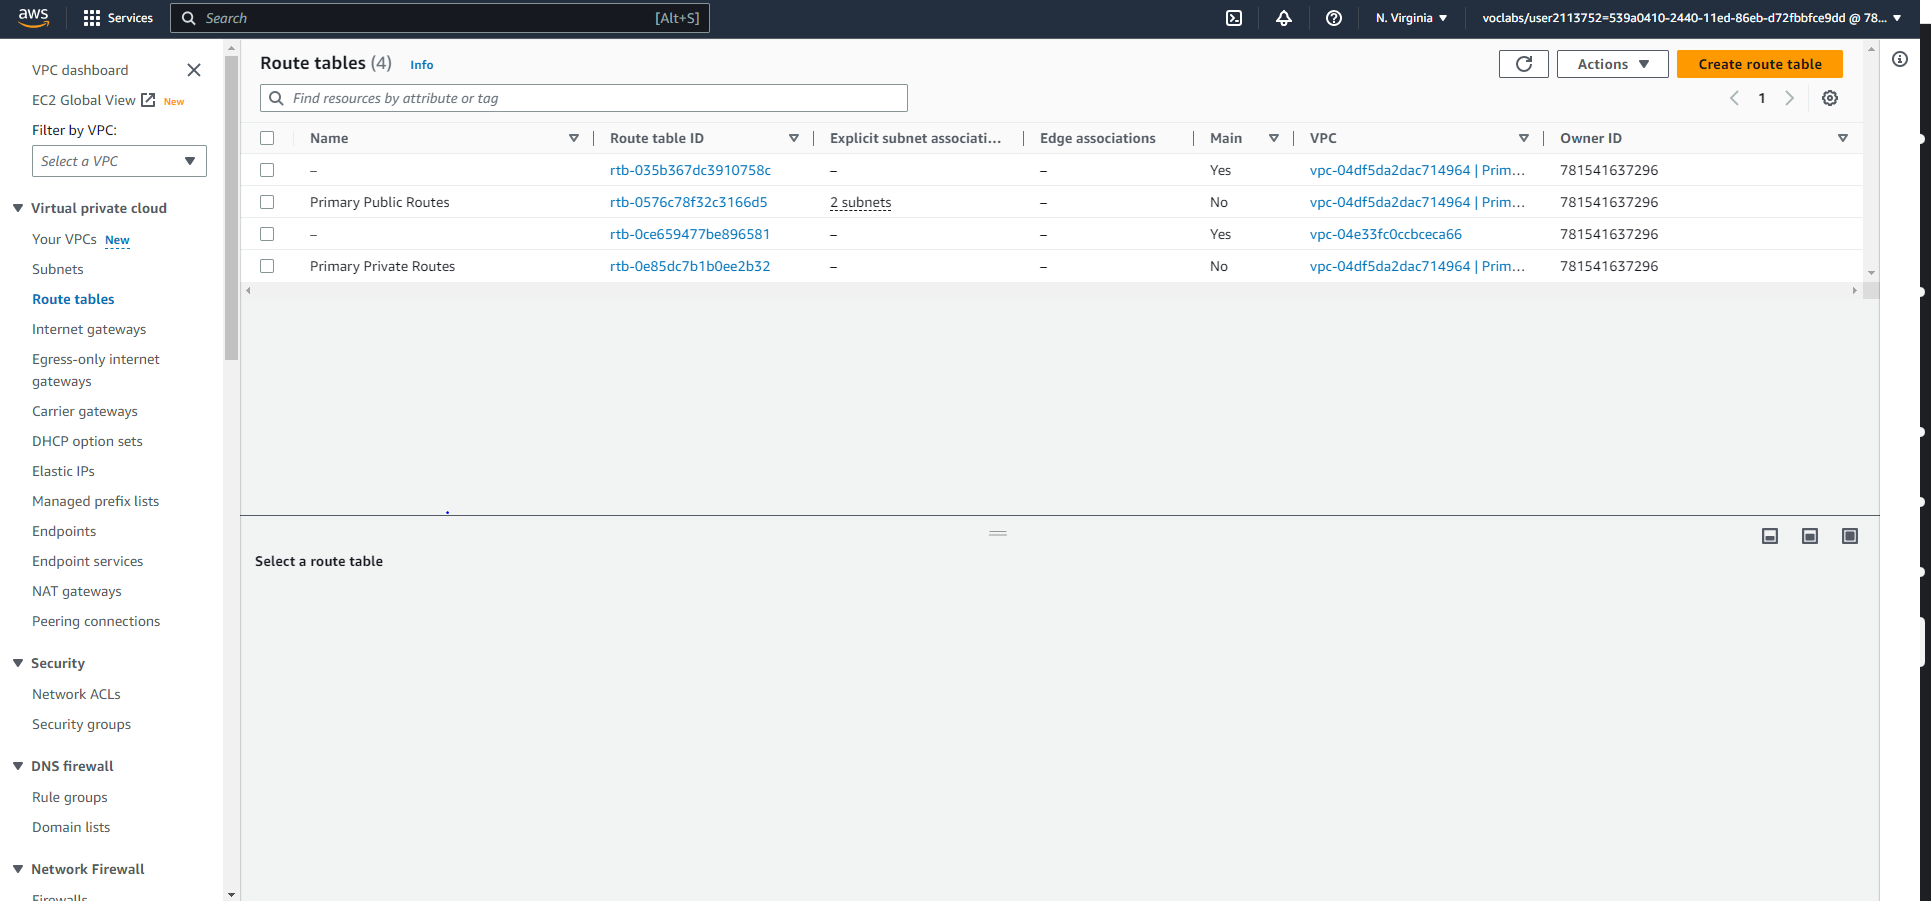 aws Services Search [Alt+S] N. Virginia voclabs/user2113752=539a0410-2440-11ed-86eb-d72fbbfce9dd @ 78...
VPC dashboard
EC2 Global View New
Filter by VPC:
Select a VPC
Virtual private cloud
Your VPCs New
Subnets
Route tables
Internet gateways
Egress-only internet
gateways
Carrier gateways
DHCP option sets
Elastic IPs
Managed prefix lists
Endpoints
Endpoint services
NAT gateways
Peering connections
Security
Network ACLs
Security groups
DNS firewall
Rule groups
Domain lists
Network Firewall
Firewalls
Route tables (4) Info Actions Create route table
Find resources by attribute or tag 1
Name Route table ID Explicit subnet associati... Edge associations Main VPC Owner ID
– rtb-035b367dc3910758c – – Yes vpc-04df5da2dac714964 | Prim... 781541637296
Primary Public Routes rtb-0576c78f32c3166d5 2 subnets – No vpc-04df5da2dac714964 | Prim... 781541637296
– rtb-0ce659477be896581 – – Yes vpc-04e33fc0ccbceca66 781541637296
Primary Private Routes rtb-0e85dc7b1b0ee2b32 – – No vpc-04df5da2dac714964 | Prim... 781541637296
Select a route table